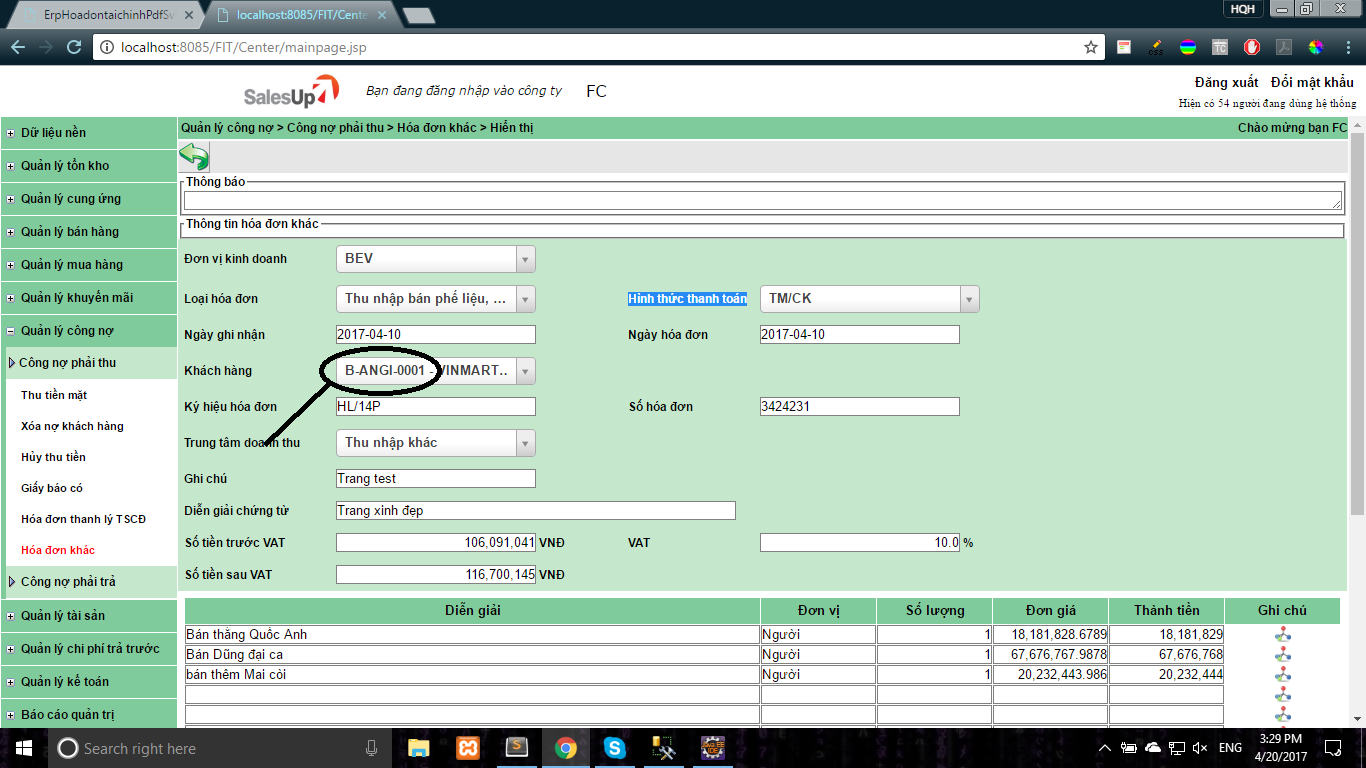 ErpHoadontaichinhPdfSv
localhost:8085/FIT/Cente
HQH
localhost:8085/FIT/Center/mainpage.jsp
SalesUp
Bạn đang đăng nhập vào công ty FC
Đăng xuất Đổi mật khẩu
Hiện có 54 người đang dùng hệ thống
Dữ liệu nền
Quản lý tồn kho
Quản lý cung ứng
Quản lý bán hàng
Quản lý mua hàng
Quản lý khuyến mãi
Quản lý công nợ
Công nợ phải thu
Thu tiền mặt
Xóa nợ khách hàng
Hủy thu tiền
Giấy báo có
Hóa đơn thanh lý TSCĐ
Hóa đơn khác
Công nợ phải trả
Quản lý tài sản
Quản lý chi phí trả trước
Quản lý kế toán
Báo cáo quản trị
Quản lý công nợ > Công nợ phải thu > Hóa đơn khác > Hiển thị
Chào mừng bạn FC
Thông báo
Thông tin hóa đơn khác
Đơn vị kinh doanh BEV
Loại hóa đơn Thu nhập bán phế liệu, ... Hình thức thanh toán TM/CK
Ngày ghi nhận 2017-04-10 Ngày hóa đơn 2017-04-10
Khách hàng B-ANGI-0001 - VINMART...
Ký hiệu hóa đơn HL/14P Số hóa đơn 3424231
Trung tâm doanh thu Thu nhập khác
Ghi chú Trang test
Diễn giải chứng từ Trang xinh đẹp
Số tiền trước VAT 106,091,041 VNĐ VAT 10.0 %
Số tiền sau VAT 116,700,145 VNĐ
Diễn giải Đơn vị Số lượng Đơn giá Thành tiền Ghi chú
Bán thằng Quốc Anh Người 1 18,181,828.6789 18,181,829
Bán Dũng đại ca Người 1 67,676,767.9878 67,676,768
bán thêm Mai còi Người 1 20,232,443.986 20,232,444
Search right here
ENG
3:29 PM
4/20/2017